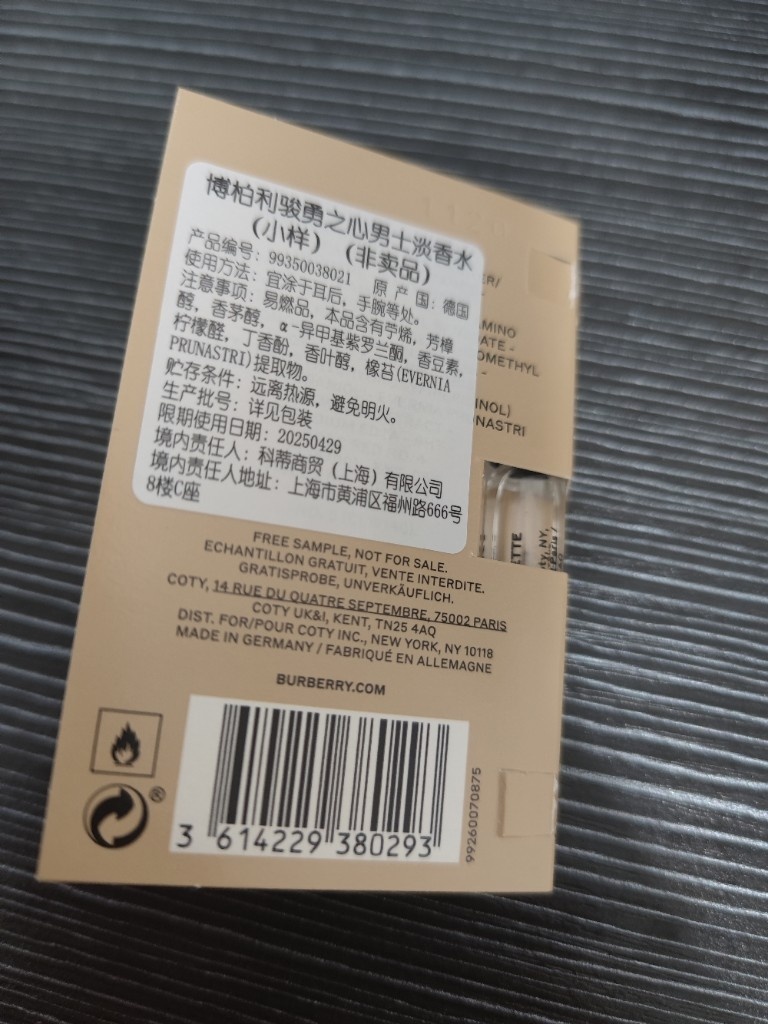 博柏利骏勇之心男士淡香水
（小样）（非卖品）
产品编号：99350038021 原 产 国：德国
使用方法：宜涂于耳后，手腕等处。
注意事项：易燃品，本品含有苧烯，芳樟
醇，香茅醇，α-异甲基紫罗兰酮，香豆素，
柠檬醛，丁香酚，香叶醇，橡苔(EVERNIA
PRUNASTRI)提取物。
贮存条件：远离热源，避免明火。
生产批号：详见包装
限期使用日期：20250429
境内责任人：科蒂商贸（上海）有限公司
境内责任人地址：上海市黄浦区福州路666号
8楼C座
ER/
AMINO
ATE -
OMETHYL
-
INOL)
NASTRI
ETTE
NY,
FREE SAMPLE, NOT FOR SALE.
ECHANTILLON GRATUIT, VENTE INTERDITE.
GRATISPROBE, UNVERKÄUFLICH.
COTY, 14 RUE DU QUATRE SEPTEMBRE, 75002 PARIS
COTY UK&I, KENT, TN25 4AQ
DIST. FOR/POUR COTY INC., NEW YORK, NY 10118
MADE IN GERMANY / FABRIQUÉ EN ALLEMAGNE
BURBERRY.COM
®
3 614229 380293
99260070875